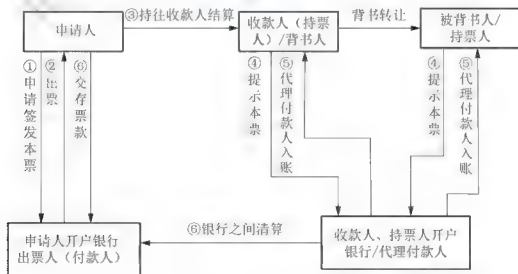 申请人
③持往收款人结算
收款人（持票
人）/背书人
背书转让
被背书人/
持票人
①申请签发本票
②出票
⑥交存票款
④提示本票
⑤代理付款人入账
④提示本票
⑤代理付款人入账
申请人开户银行
出票人（付款人）
⑥银行之间清算
收款人、持票人开户
银行/代理付款人